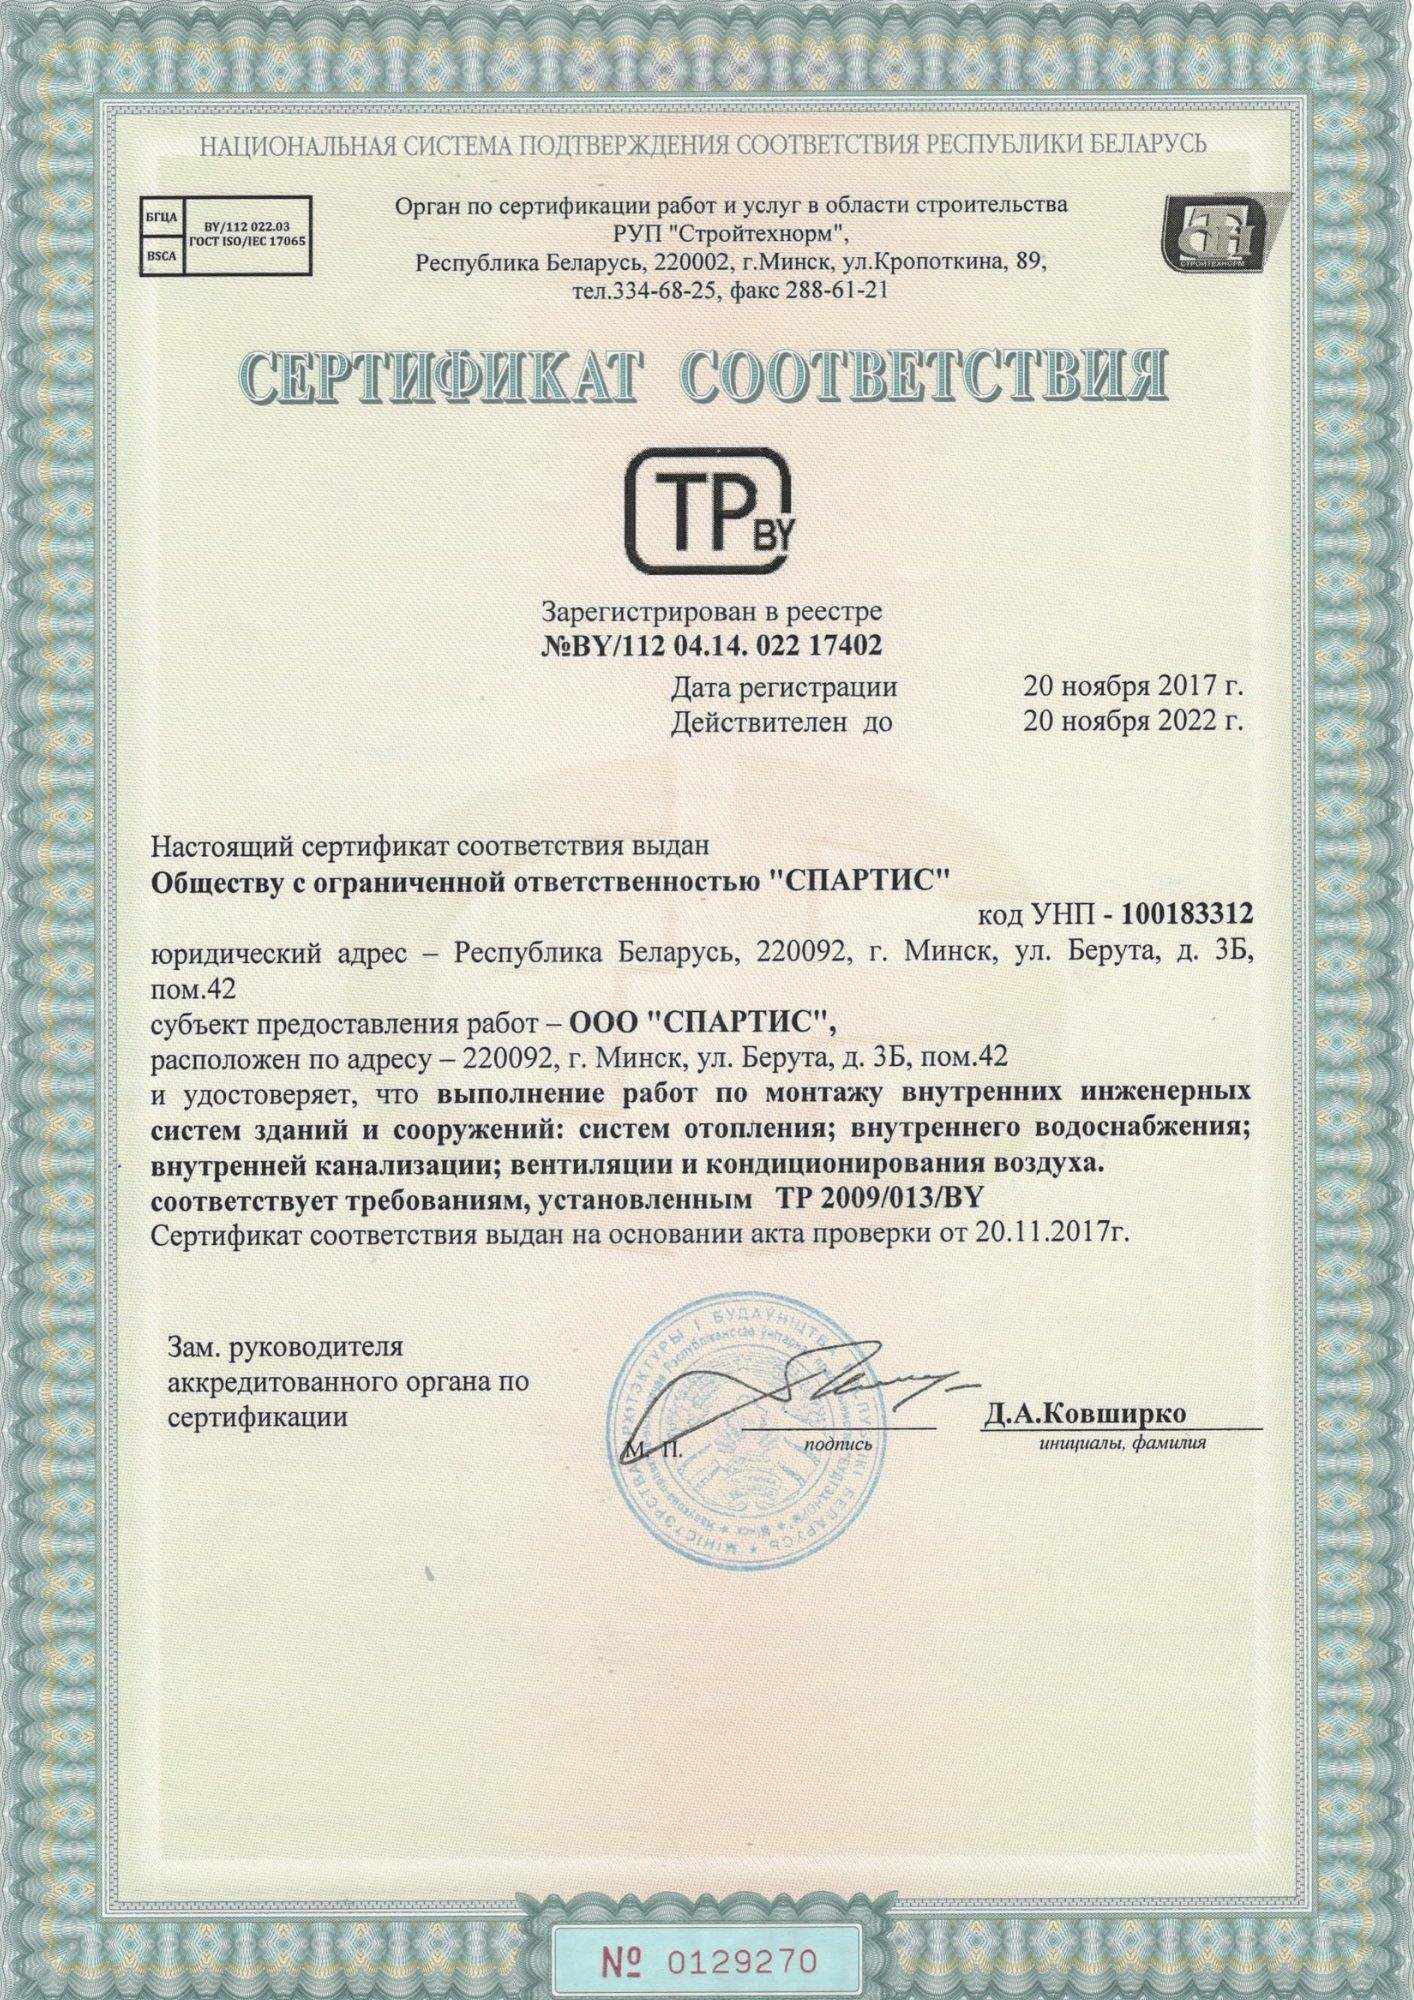 НАЦИОНАЛЬНАЯ СИСТЕМА ПОДТВЕРЖДЕНИЯ СООТВЕТСТВИЯ РЕСПУБЛИКИ БЕЛАРУСЬ
БГЦА
BSCA
BY/112 022.03
ГОСТ ISO/IEC 17065
Орган по сертификации работ и услуг в области строительства
РУП "Стройтехнорм",
Республика Беларусь, 220002, г.Минск, ул.Кропоткина, 89,
тел.334-68-25, факс 288-61-21
СТН
СТРОЙТЕХНОРМ
СЕРТИФИКАТ СООТВЕТСТВИЯ
ТР BY
Зарегистрирован в реестре
№BY/112 04.14. 022 17402
Дата регистрации 20 ноября 2017 г.
Действителен до 20 ноября 2022 г.
Настоящий сертификат соответствия выдан
Обществу с ограниченной ответственностью "СПАРТИС"
код УНП - 100183312
юридический адрес – Республика Беларусь, 220092, г. Минск, ул. Берута, д. 3Б,
пом.42
субъект предоставления работ – ООО "СПАРТИС",
расположен по адресу – 220092, г. Минск, ул. Берута, д. 3Б, пом.42
и удостоверяет, что выполнение работ по монтажу внутренних инженерных
систем зданий и сооружений: систем отопления; внутреннего водоснабжения;
внутренней канализации; вентиляции и кондиционирования воздуха.
соответствует требованиям, установленным ТР 2009/013/BY
Сертификат соответствия выдан на основании акта проверки от 20.11.2017г.
Зам. руководителя
аккредитованного органа по
сертификации
М. П.
подпись
Д.А.Ковширко
инициалы, фамилия
№ 0129270